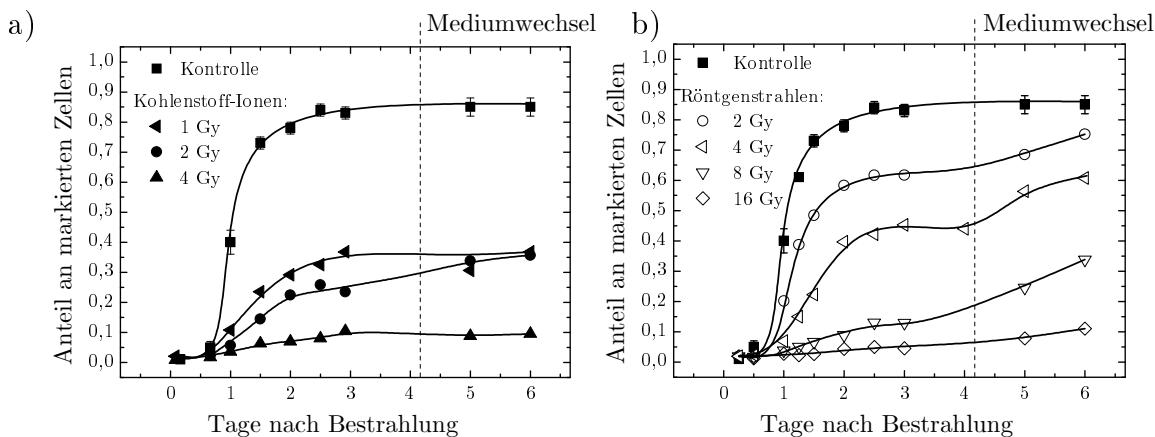 a)
Mediumwechsel
Anteil an markierten Zellen
1,0
0,9
0,8
0,7
0,6
0,5
0,4
0,3
0,2
0,1
0,0
Kontrolle
Kohlenstoff-Ionen:
1 Gy
2 Gy
4 Gy
0 1 2 3 4 5 6
Tage nach Bestrahlung
b)
Mediumwechsel
Anteil an markierten Zellen
1,0
0,9
0,8
0,7
0,6
0,5
0,4
0,3
0,2
0,1
0,0
Kontrolle
Röntgenstrahlen:
2 Gy
4 Gy
8 Gy
16 Gy
0 1 2 3 4 5 6
Tage nach Bestrahlung